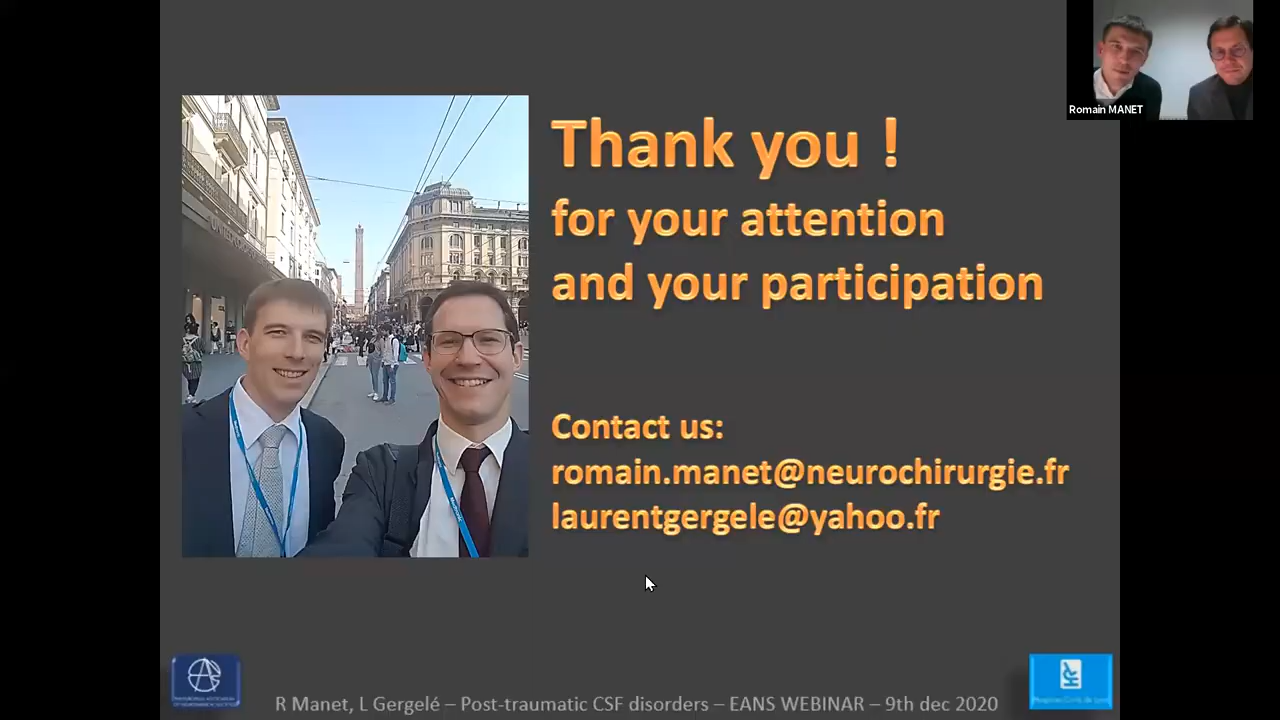 Romain MANET
Thank you !
for your attention
and your participation
Contact us:
romain.manet@neurochirurgie.fr
laurentgergele@yahoo.fr
R Manet, L Gergelé – Post-traumatic CSF disorders – EANS WEBINAR – 9th dec 2020